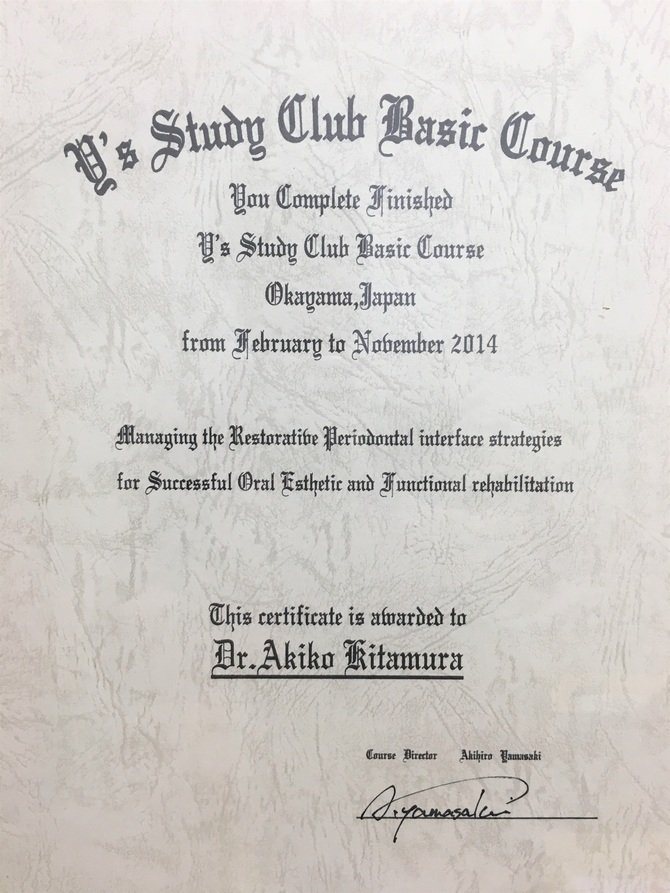 Y's Study Club Basic Course
You Complete Finished
Y's Study Club Basic Course
Okayama,Japan
from February to November 2014
Managing the Restorative Periodontal interface strategies
for Successful Oral Esthetic and Functional rehabilitation
This certificate is awarded to
Dr.Akiko Kitamura
Course Director Akihiro Yamasaki
A.yamasaki